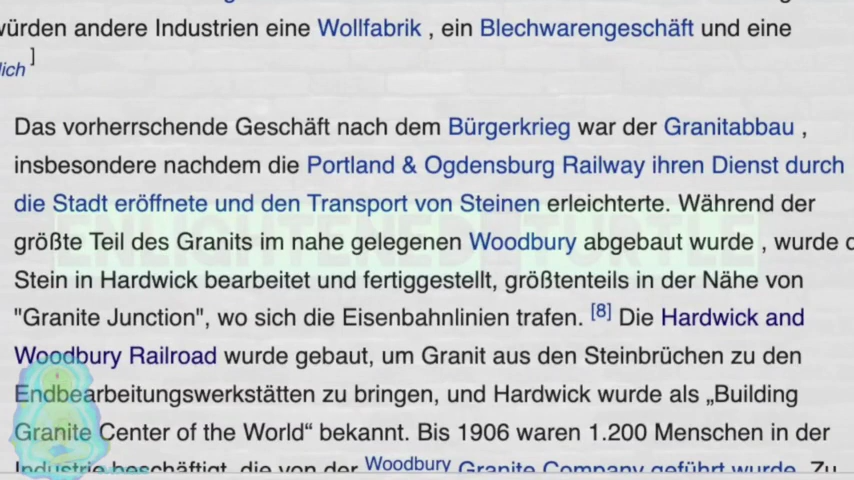 würden andere Industrien eine Wollfabrik , ein Blechwarengeschäft und eine
lich ]
Das vorherrschende Geschäft nach dem Bürgerkrieg war der Granitabbau ,
insbesondere nachdem die Portland & Ogdensburg Railway ihren Dienst durch
die Stadt eröffnete und den Transport von Steinen erleichterte. Während der
ENLIGHTENED TURTLE
größte Teil des Granits im nahe gelegenen Woodbury abgebaut wurde , wurde d
Stein in Hardwick bearbeitet und fertiggestellt, größtenteils in der Nähe von
"Granite Junction", wo sich die Eisenbahnlinien trafen. [8] Die Hardwick and
Woodbury Railroad wurde gebaut, um Granit aus den Steinbrüchen zu den
Endbearbeitungswerkstätten zu bringen, und Hardwick wurde als „Building
Granite Center of the World“ bekannt. Bis 1906 waren 1.200 Menschen in der
Industrie beschäftigt, die von der Woodbury Granite Company geführt wurde. Zu